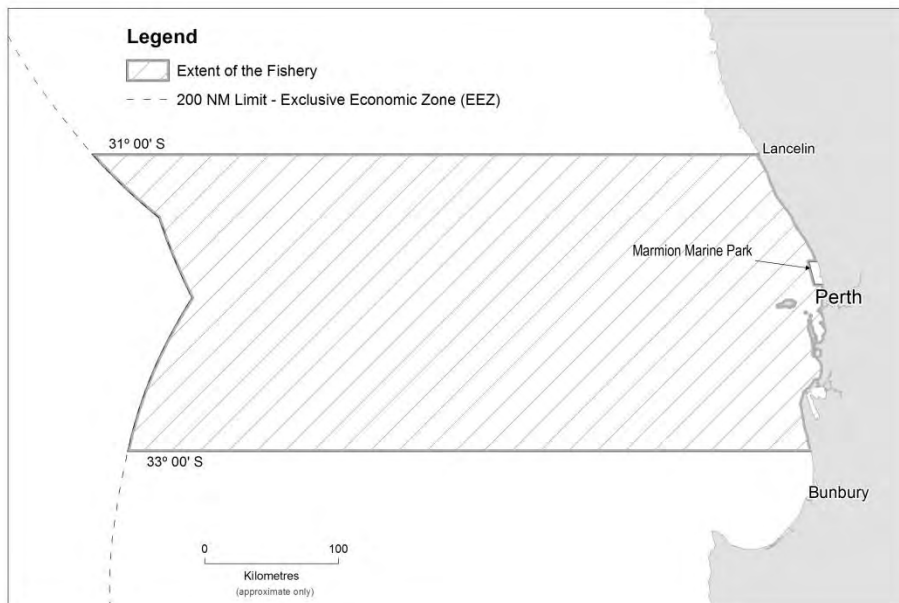 Legend
Extent of the Fishery
200 NM Limit - Exclusive Economic Zone (EEZ)
31º 00' S
Lancelin
Marmion Marine Park
Perth
33º 00' S
Bunbury
0 100
Kilometres
(approximate only)